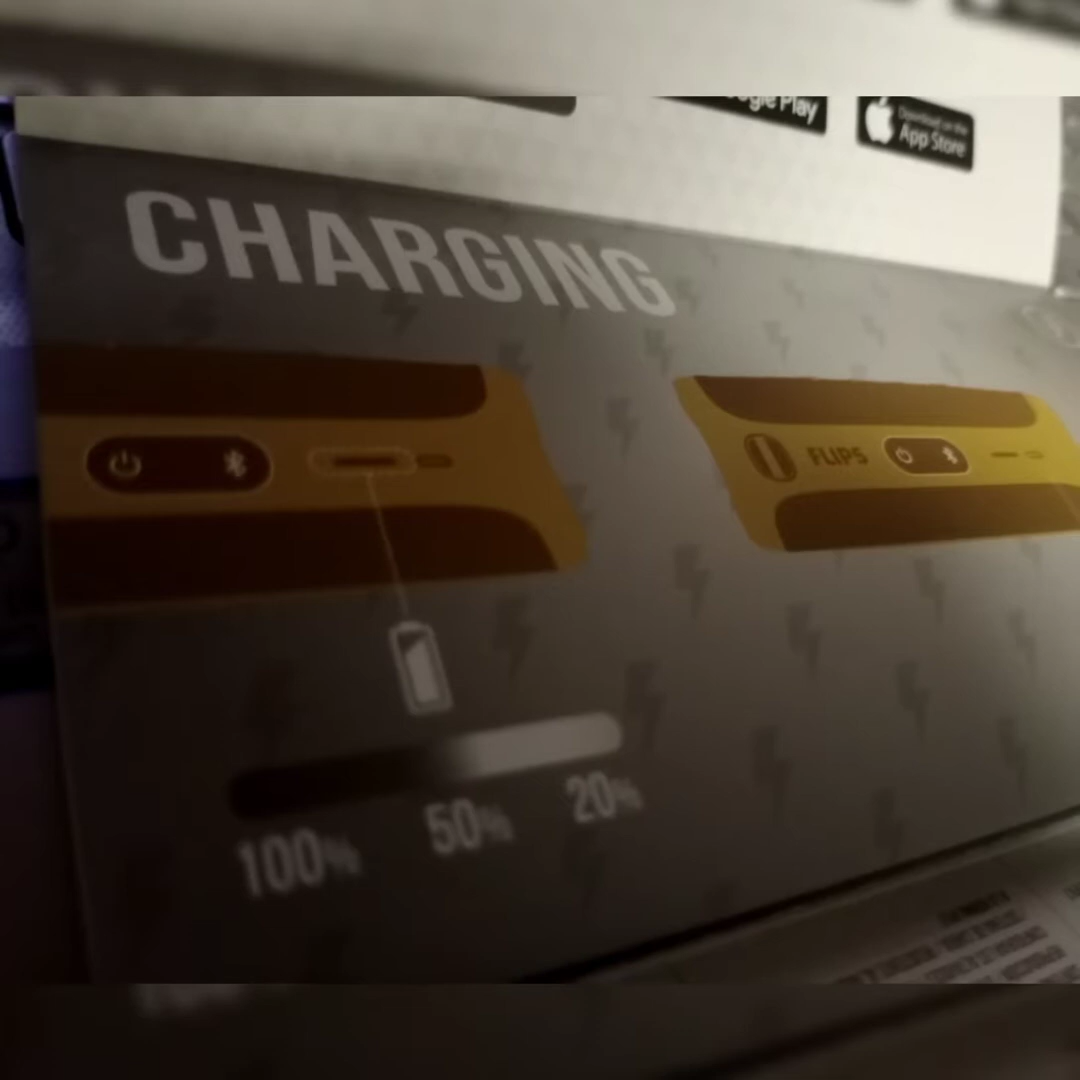 Google Play
Download on the
App Store
CHARGING
FLIP5
100%
50%
20%